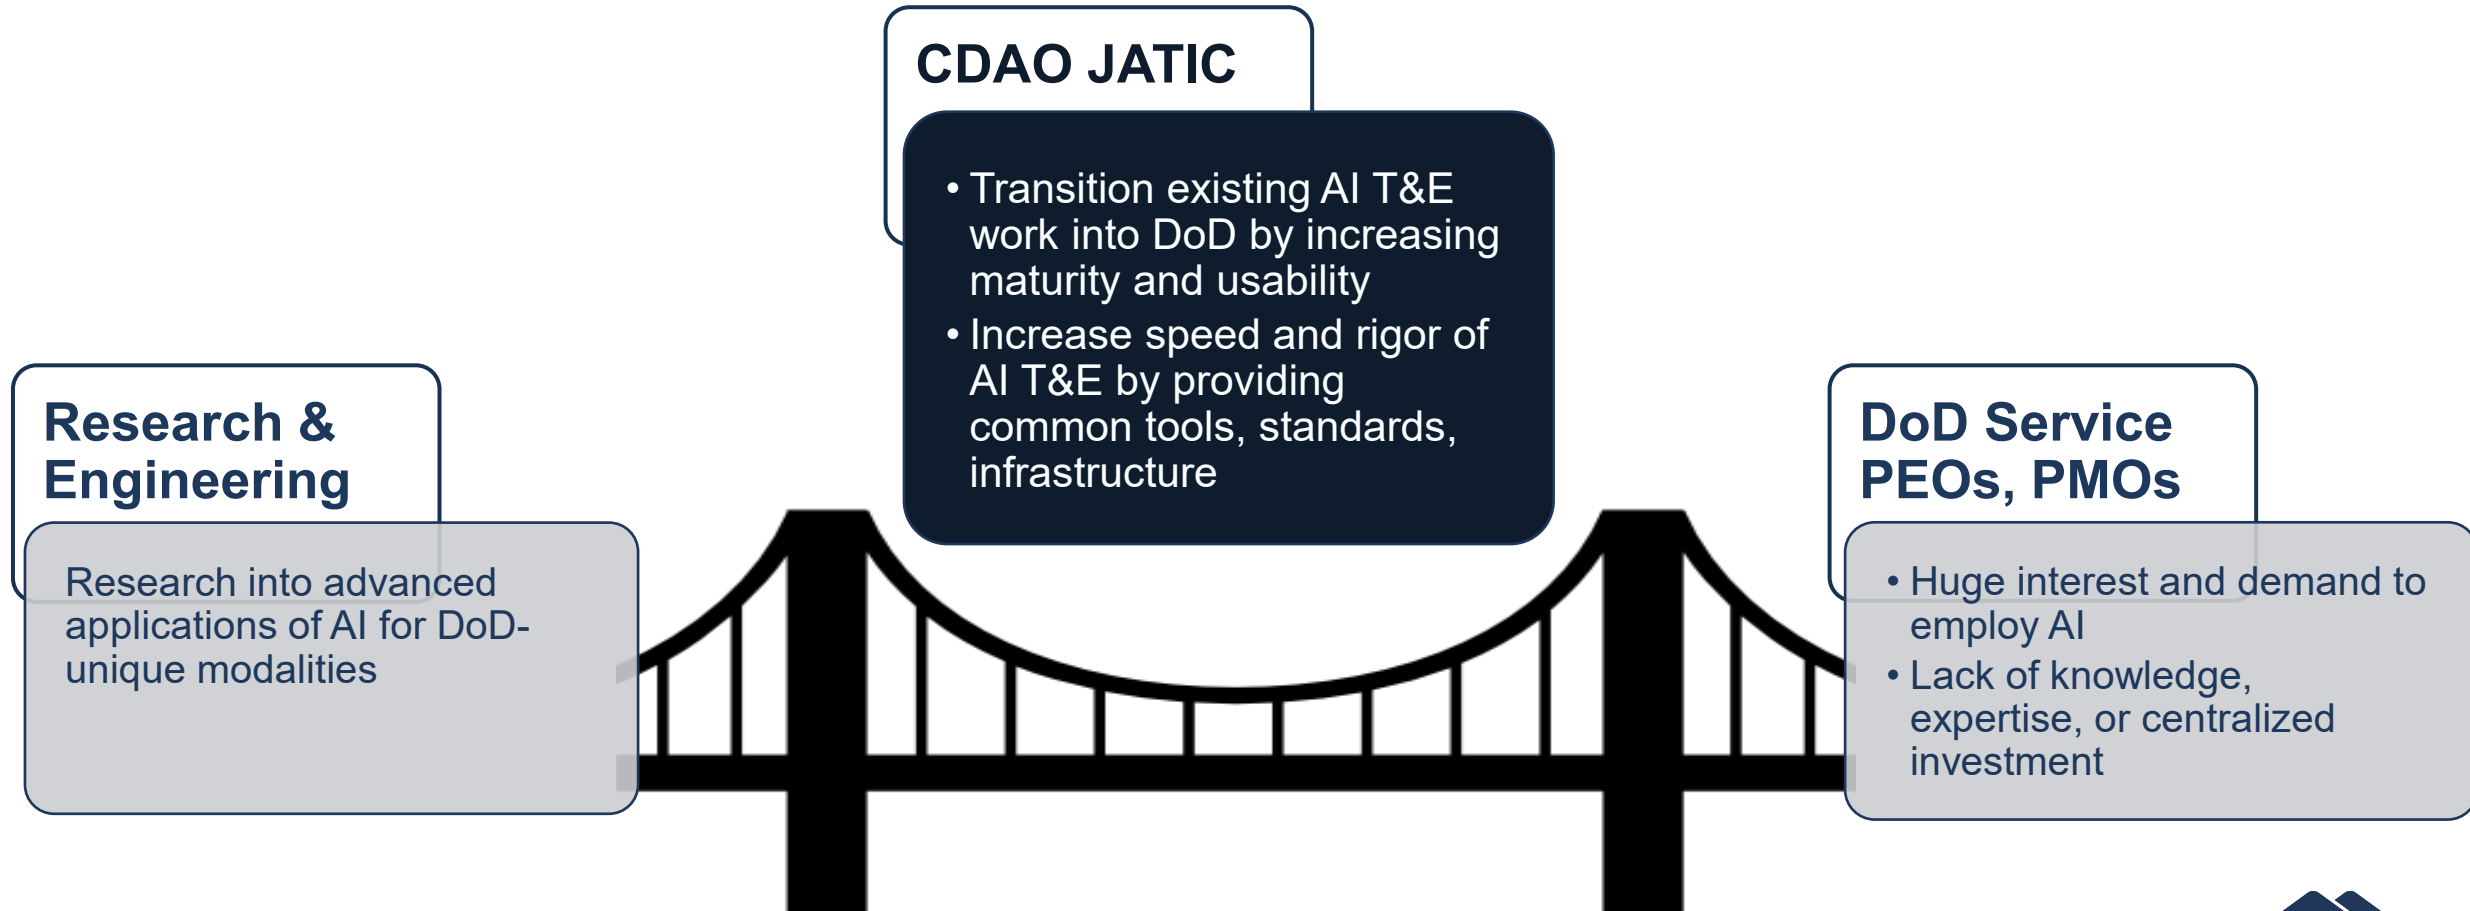 CDAO JATIC
• Transition existing AI T&E
work into DoD by increasing
maturity and usability
• Increase speed and rigor of
AI T&E by providing
common tools, standards,
infrastructure
Research &
Engineering
Research into advanced
applications of AI for DoD-
unique modalities
DoD Service
PEOs, PMOs
• Huge interest and demand to
employ AI
• Lack of knowledge,
expertise, or centralized
investment